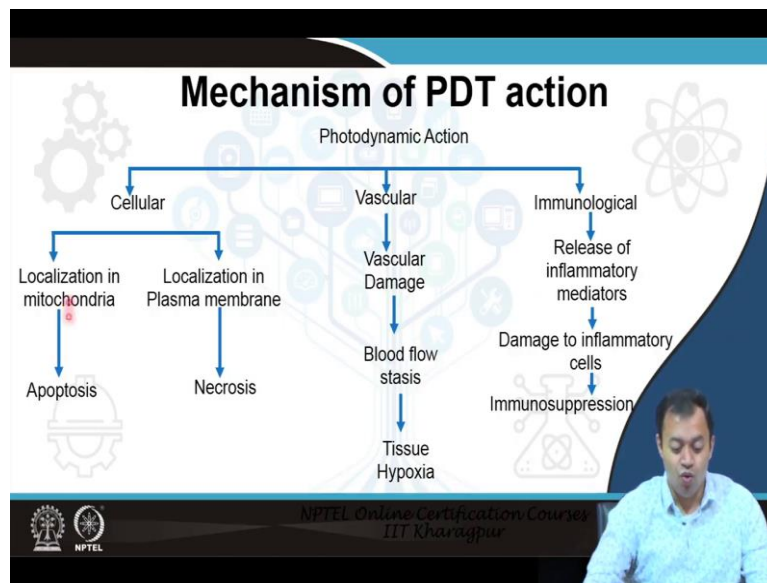 Mechanism of PDT action
Photodynamic Action
Cellular
Vascular
Immunological
Localization in
mitochondria
Localization in
Plasma membrane
Vascular
Damage
Release of
inflammatory
mediators
Apoptosis
Necrosis
Blood flow
stasis
Damage to inflammatory
cells
Immunosuppression
Tissue
Hypoxia
NPTEL
NPTEL Online Certification Courses
IIT Kharagpur